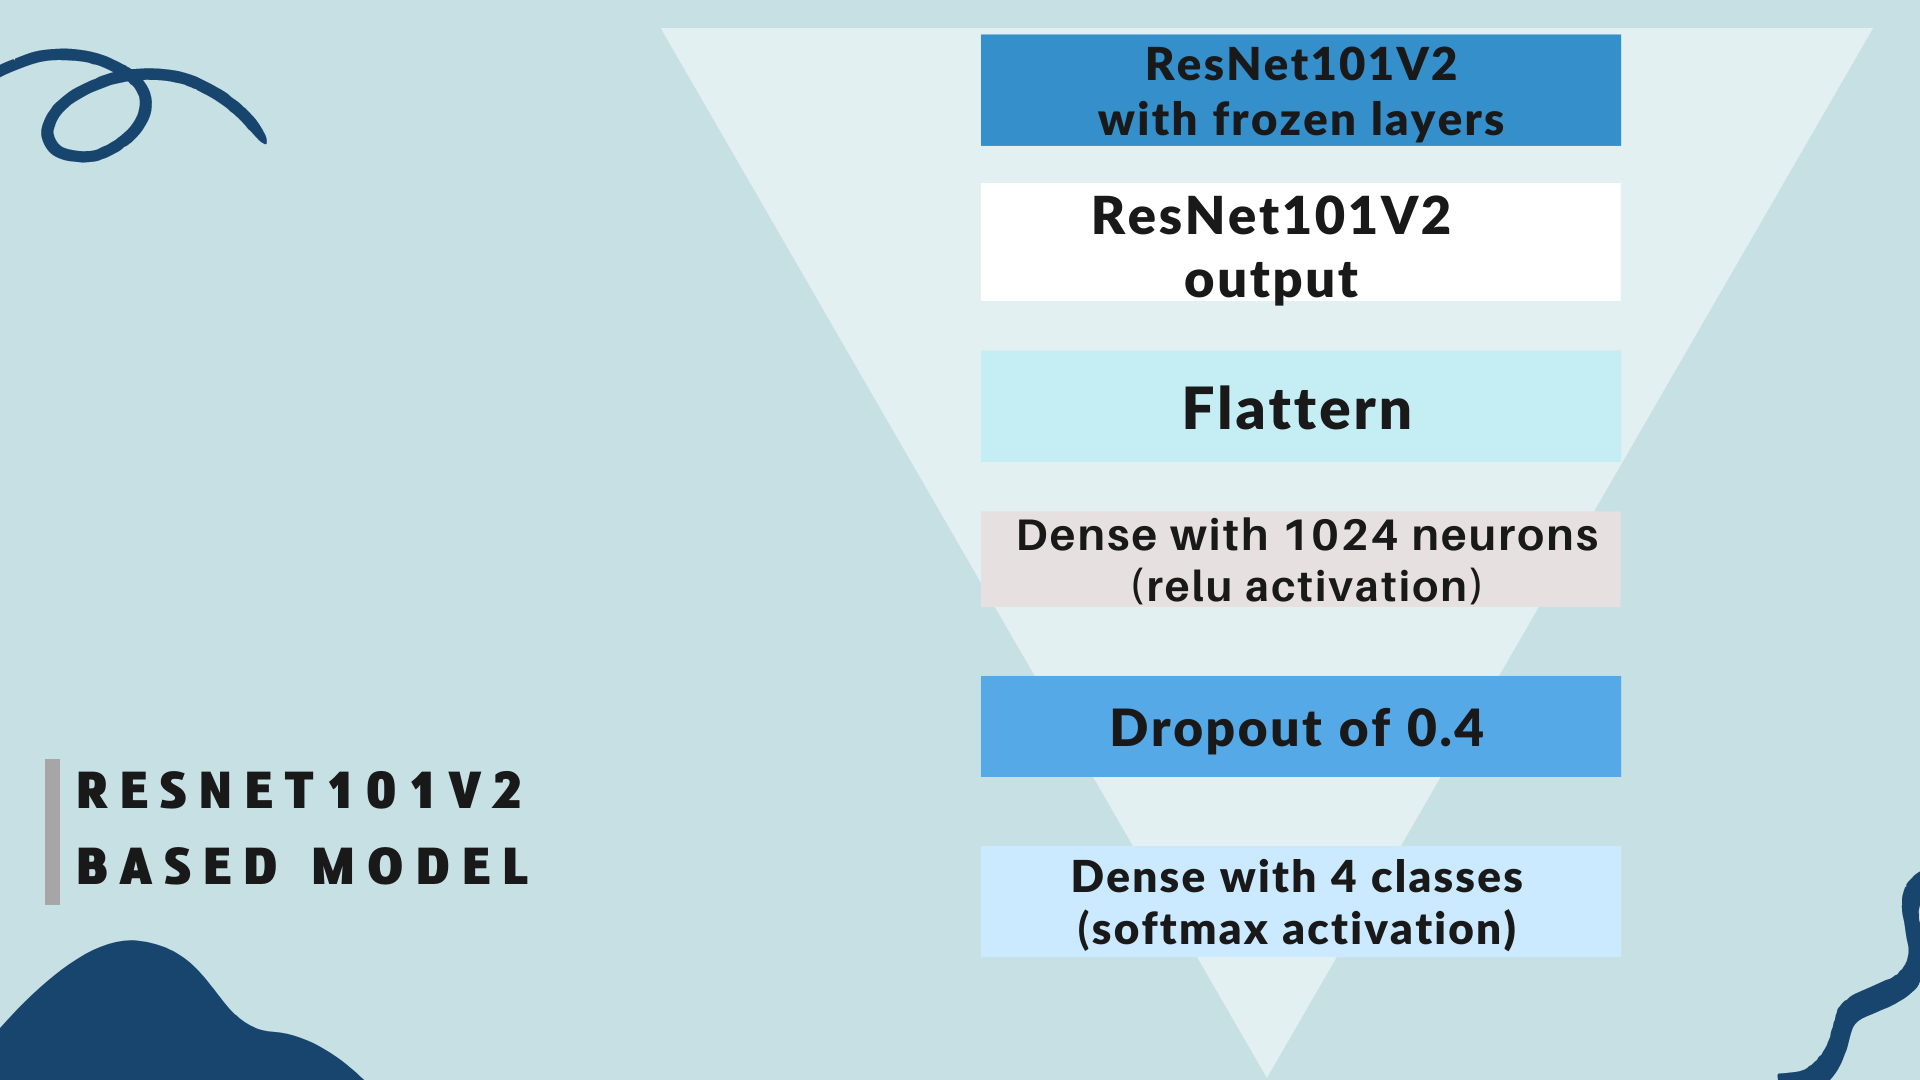 ResNet101V2
with frozen layers
ResNet101V2
output
Flattern
Dense with 1024 neurons
(relu activation)
Dropout of 0.4
Dense with 4 classes
(softmax activation)
RESNET101V2
BASED MODEL